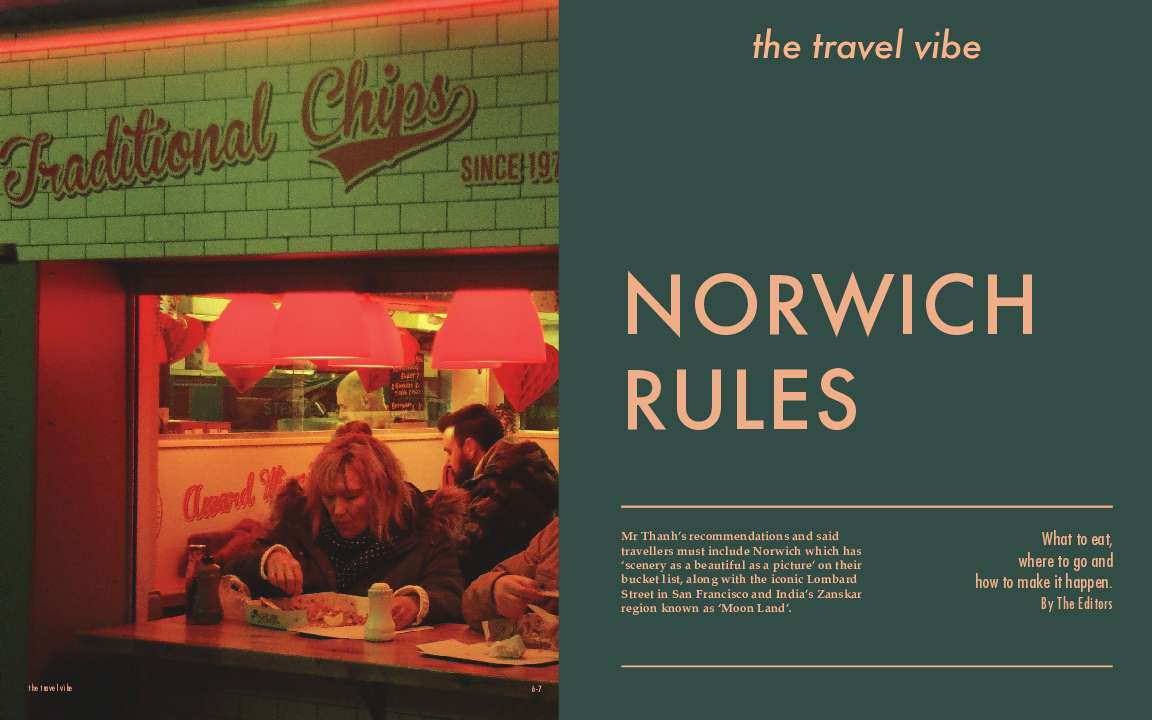 Traditional Chips
SINCE 197
Award
the travel vibe
6-7
the travel vibe
NORWICH
RULES
Mr Thanh's recommendations and said
travellers must include Norwich which has
'scenery as a beautiful as a picture' on their
bucket list, along with the iconic Lombard
Street in San Francisco and India's Zanskar
region known as 'Moon Land'.
What to eat,
where to go and
how to make it happen.
By The Editors